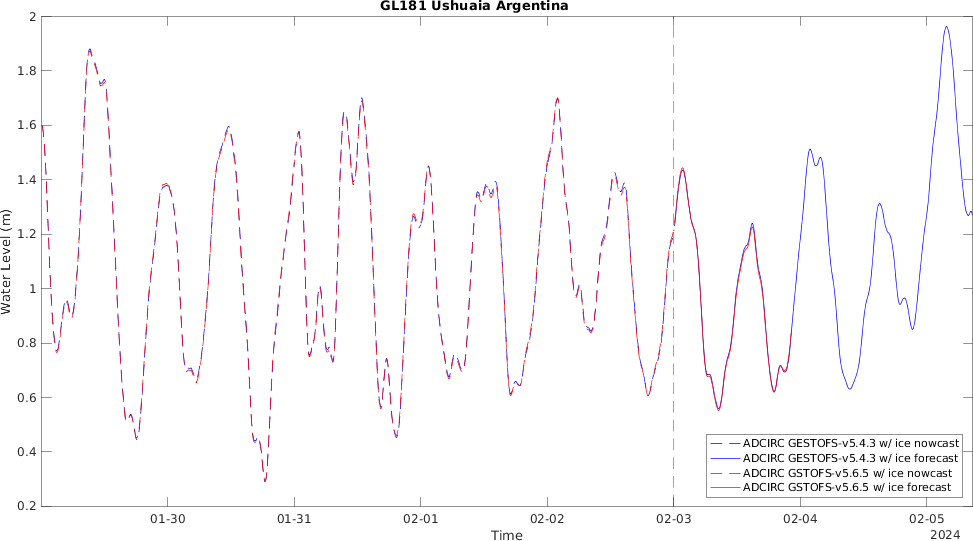 GL181 Ushuaia Argentina
Water Level (m)
2
1.8
1.6
1.4
1.2
1
0.8
0.6
0.4
0.2
ADCIRC GESTOFS-v5.4.3 w/ ice nowcast
ADCIRC GESTOFS-v5.4.3 w/ ice forecast
ADCIRC GSTOFS-v5.6.5 w/ ice nowcast
ADCIRC GSTOFS-v5.6.5 w/ ice forecast
01-30 01-31 02-01 02-02 02-03 02-04 02-05
Time
2024